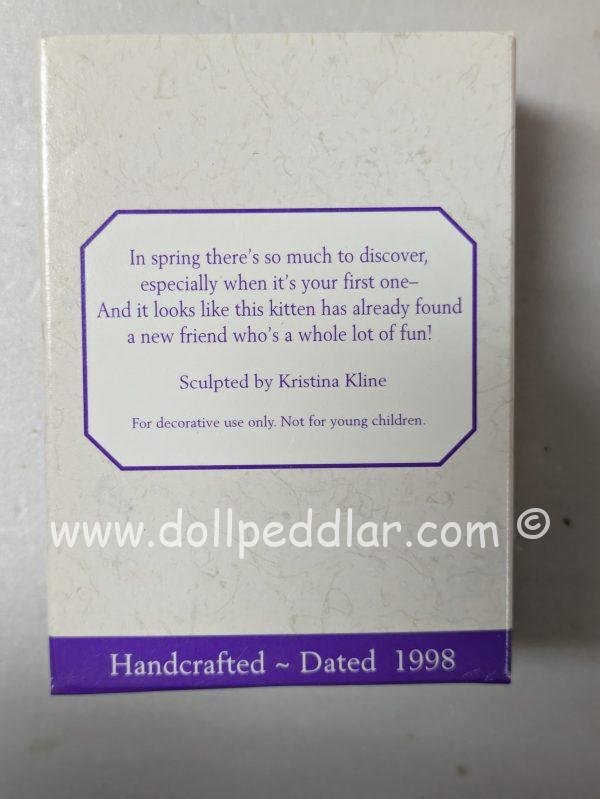 In spring there's so much to discover,
especially when it's your first one–
And it looks like this kitten has already found
a new friend who's a whole lot of fun!
Sculpted by Kristina Kline
For decorative use only. Not for young children.
www.dollpeddlar.com ©
Handcrafted ~ Dated 1998